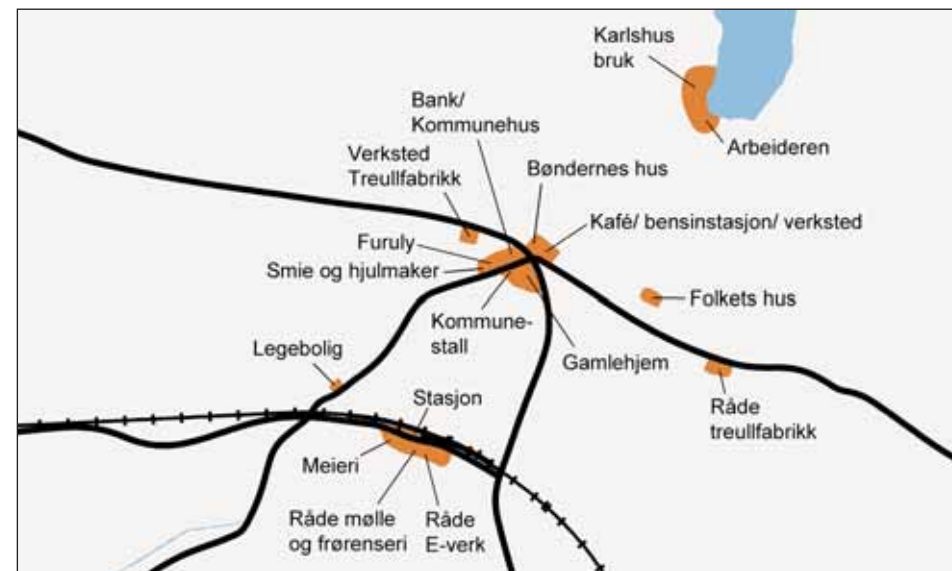 Karlshus
bruk
Arbeideren
Bank/
Kommunehus
Verksted
Treullfabrikk
Bøndernes hus
Kafé/ bensinstasjon/ verksted
Furuly
Smie og hjulmaker
Folkets hus
Kommune-
stall
Gamlehjem
Legebolig
Stasjon
Råde
treullfabrikk
Meieri
Råde mølle
og frørenseri
Råde
E-verk